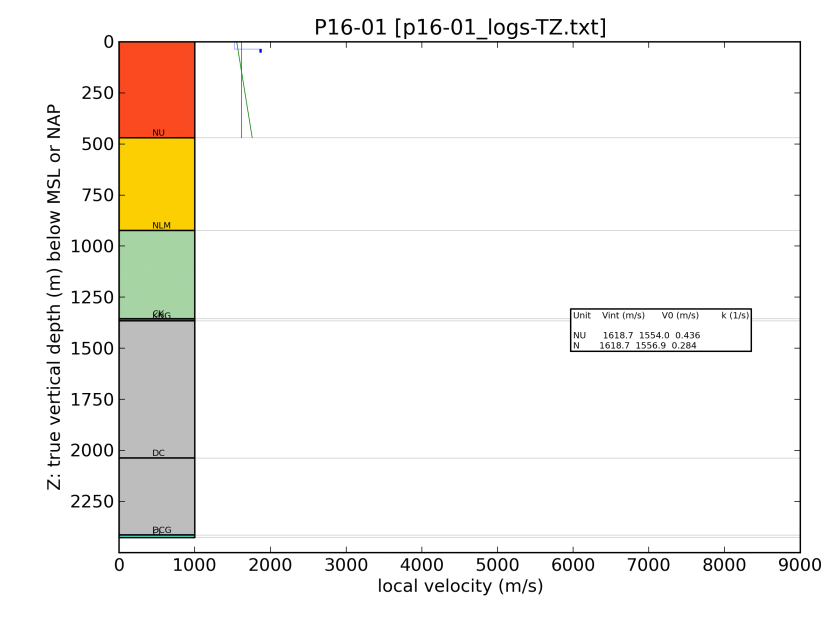 P16-01 [p16-01_logs-TZ.txt]
Z: true vertical depth (m) below MSL or NAP
0
250
500
750
1000
1250
1500
1750
2000
2250
NU
NLM
CK
DC
DCG
Unit Vint (m/s) V0 (m/s) k (1/s)
NU 1618.7 1554.0 0.436
N 1618.7 1556.9 0.284
0 1000 2000 3000 4000 5000 6000 7000 8000 9000
local velocity (m/s)